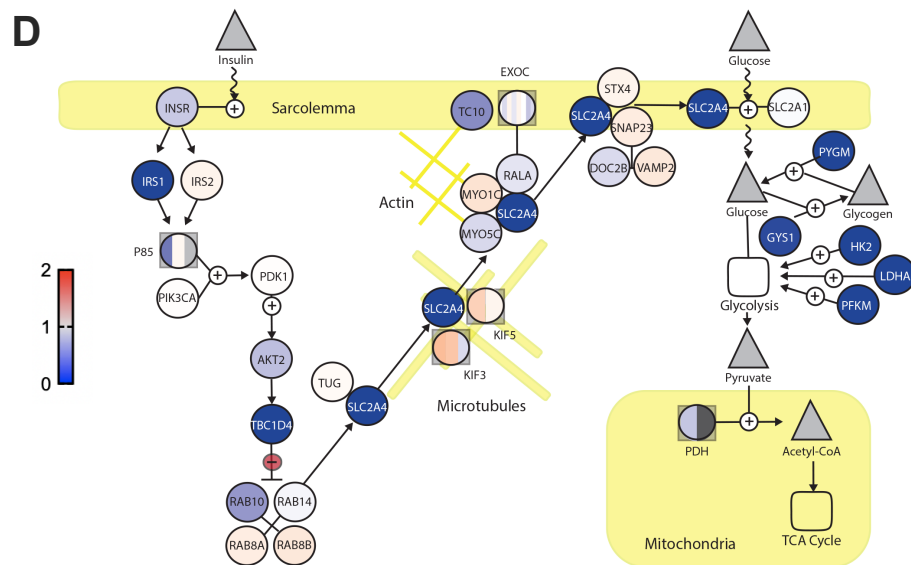 D
Insulin
Glucose
EXOC
INSR
+
Sarcolemma
TC10
STX4
SLC2A4
SNAP23
SLC2A4
+
SLC2A1
IRS1
IRS2
RALA
DOC2B
VAMP2
PYGM
+
Actin
MYO1C
SLC2A4
Glucose
+
Glycogen
MYO5C
GYS1
P85
+
PDK1
HK2
+
PIK3CA
LDHA
+
2
1
0
+
SLC2A4
KIF5
Glycolysis
+
PFKM
AKT2
KIF3
Pyruvate
TUG
SLC2A4
Microtubules
TBC1D4
PDH
+
Acetyl-CoA
−
RAB10
RAB14
RAB8A
RAB8B
Mitochondria
TCA Cycle